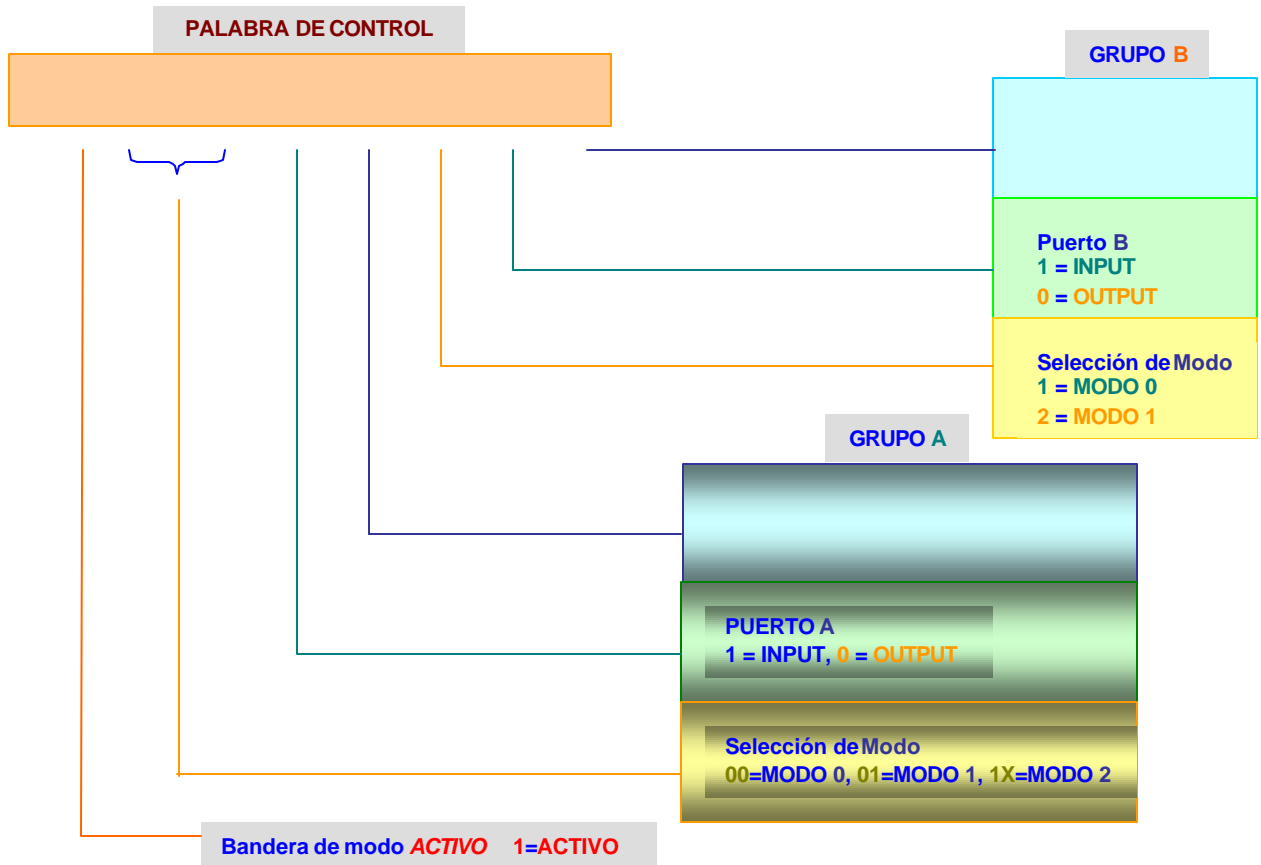 PALABRA DE CONTROL
GRUPO B
Puerto B
1 = INPUT
0 = OUTPUT
Selección de Modo
1 = MODO 0
2 = MODO 1
GRUPO A
PUERTO A
1 = INPUT, 0 = OUTPUT
Selección de Modo
00=MODO 0, 01=MODO 1, 1X=MODO 2
Bandera de modo ACTIVO 1=ACTIVO